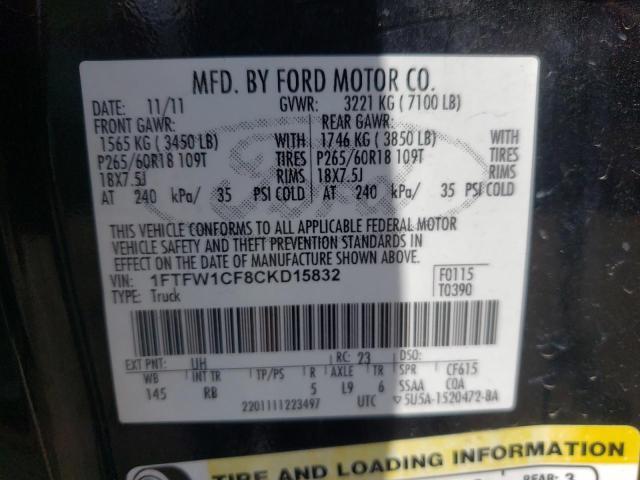 MFD. BY FORD MOTOR CO.
DATE: 11/11 GVWR: 3221 KG ( 7100 LB)
FRONT GAWR: REAR GAWR:
1565 KG ( 3450 LB) WITH 1746 KG ( 3850 LB) WITH
P265/60R18 109T TIRES P265/60R18 109T TIRES
18X7.5J RIMS 18X7.5J RIMS
AT 240 kPa/ 35 PSI COLD AT 240 kPa/ 35 PSI COLD
THIS VEHICLE CONFORMS TO ALL APPLICABLE FEDERAL MOTOR
VEHICLE SAFETY AND THEFT PREVENTION STANDARDS IN
EFFECT ON THE DATE OF MANUFACTURE SHOWN ABOVE.
VIN: 1FTFW1CF8CKD15832 F0115
TYPE: Truck T0390
EXT PNT: UH RC: 23 DSO:
WB INT TR TP/PS R AXLE TR SPR CF615
145 RB 5 L9 6 SSAA CQA
2201111223497 UTC 5U5A-1520472-BA
TIRE AND LOADING INFORMATION
REAR: 3